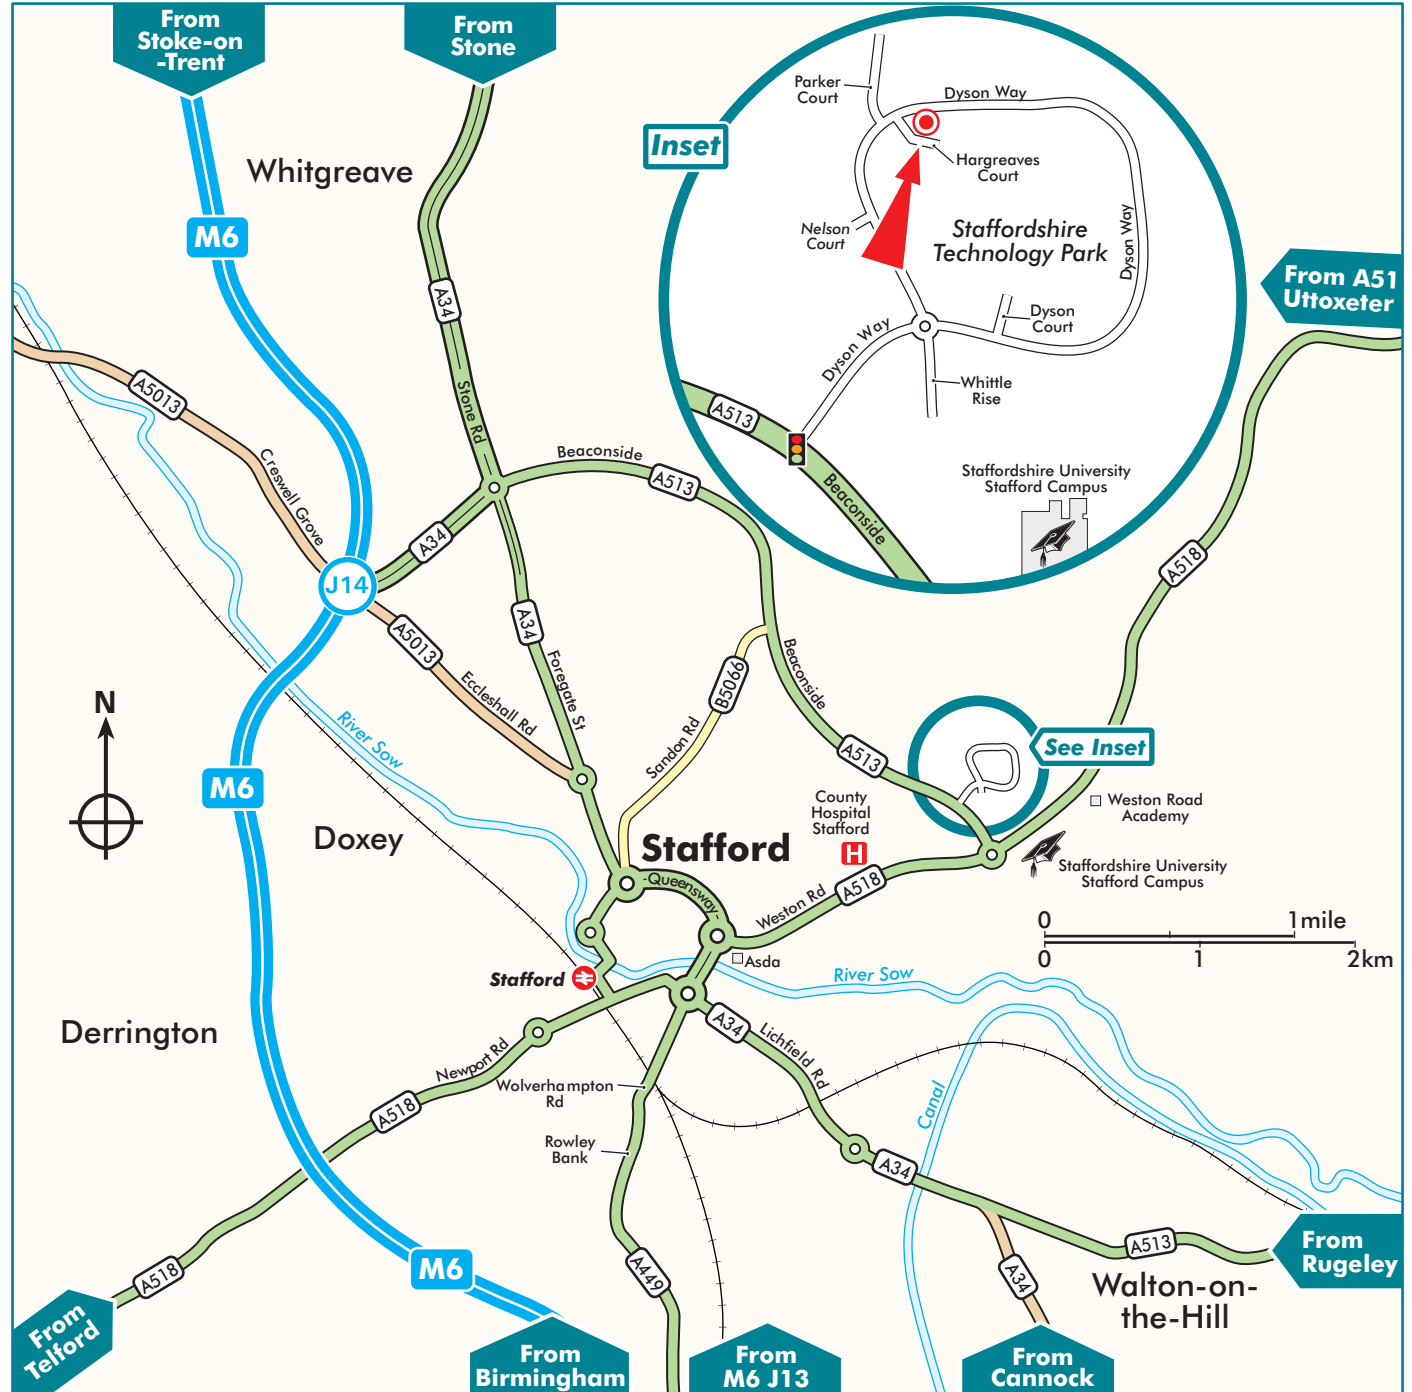 From
Stoke-on
-Trent
From
Stone
Parker
Court
Dyson Way
Inset
Hargreaves
Court
Whitgreave
M6
Nelson
Court
Staffordshire
Technology Park
Dyson Way
From A51
Uttoxeter
A34
Dyson
Court
Dyson Way
Whittle
Rise
A5013
Stone Rd
A513
Beaconside
Creswell Grove
Beaconside
A513
Staffordshire University
Stafford Campus
A34
A518
J14
A5013
A34
Foregate St
Eccleshall Rd
B5066
Sandon Rd
Beaconside
N
River Sow
A513
See Inset
M6
County
Hospital
Stafford
H
Weston Road
Academy
Doxey
Stafford
Queensway
Weston Rd
A518
Staffordshire University
Stafford Campus
0
1mile
0
1
2km
Asda
Stafford
River Sow
Derrington
A34
Lichfield Rd
Newport Rd
Wolverhampton
Rd
A518
Canal
Rowley
Bank
A34
A518
M6
A449
A34
A513
From
Rugeley
Walton-on-
the-Hill
From
Telford
From
Birmingham
From
M6 J13
From
Cannock